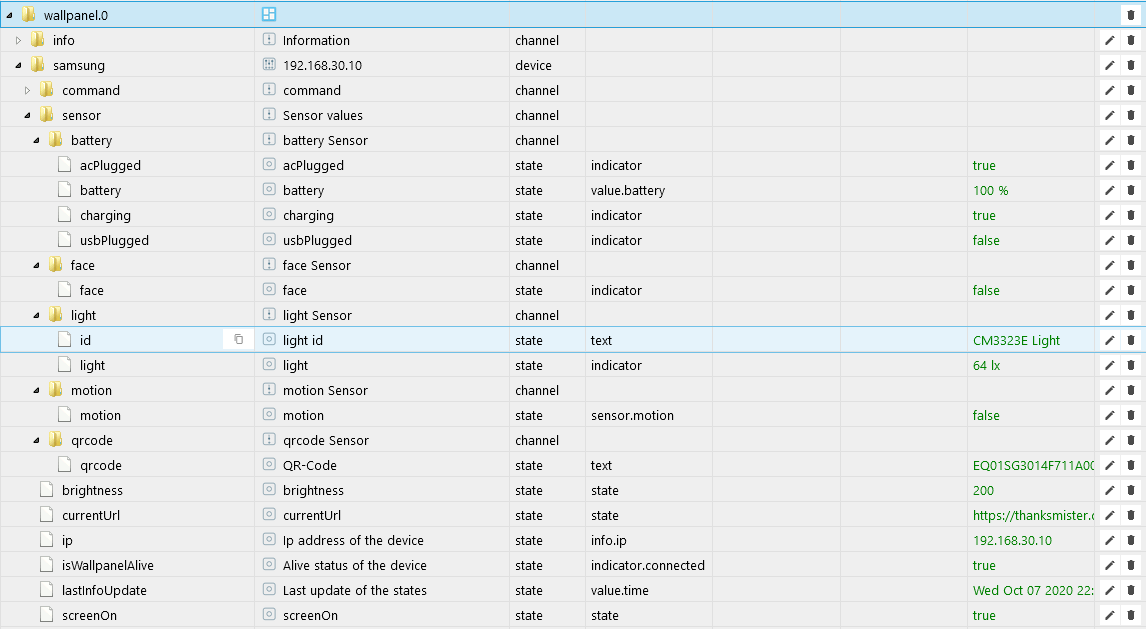 wallpanel.0
info Information channel
samsung 192.168.30.10 device
command command channel
sensor Sensor values channel
battery battery Sensor channel
acPlugged acPlugged state indicator true
battery battery state value.battery 100 %
charging charging state indicator true
usbPlugged usbPlugged state indicator false
face face Sensor channel
face face state indicator false
light light Sensor channel
id light id state text CM3323E Light
light light state indicator 64 lx
motion motion Sensor channel
motion motion state sensor.motion false
qrcode qrcode Sensor channel
qrcode QR-Code state text EQ01SG3014F711A00
brightness brightness state state 200
currentUrl currentUrl state state https://thanksmister.c
ip Ip address of the device state info.ip 192.168.30.10
isWallpanelAlive Alive status of the device state indicator.connected true
lastInfoUpdate Last update of the states state value.time Wed Oct 07 2020 22:
screenOn screenOn state state true